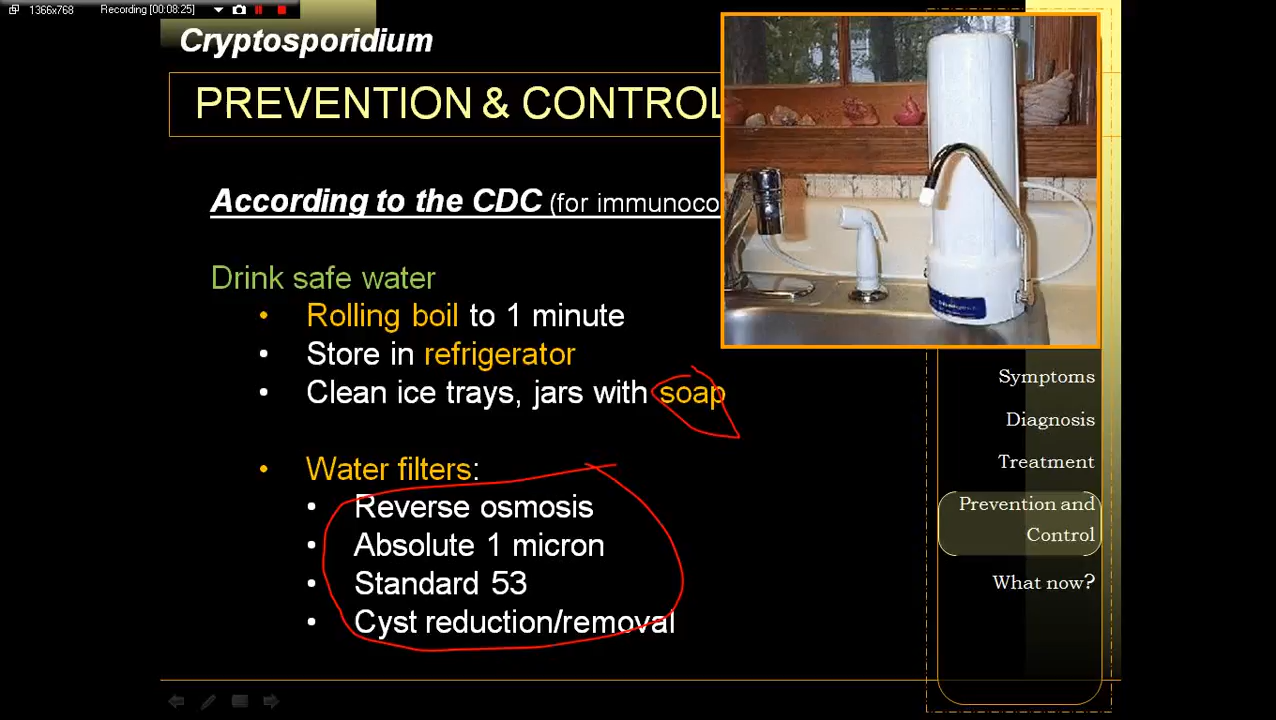 1366x768
Recording [00:08:25]
Cryptosporidium
PREVENTION & CONTROL
According to the CDC (for immunoco
Drink safe water
• Rolling boil to 1 minute
• Store in refrigerator
• Clean ice trays, jars with soap
• Water filters:
• Reverse osmosis
• Absolute 1 micron
• Standard 53
• Cyst reduction/removal
Symptoms
Diagnosis
Treatment
Prevention and
Control
What now?